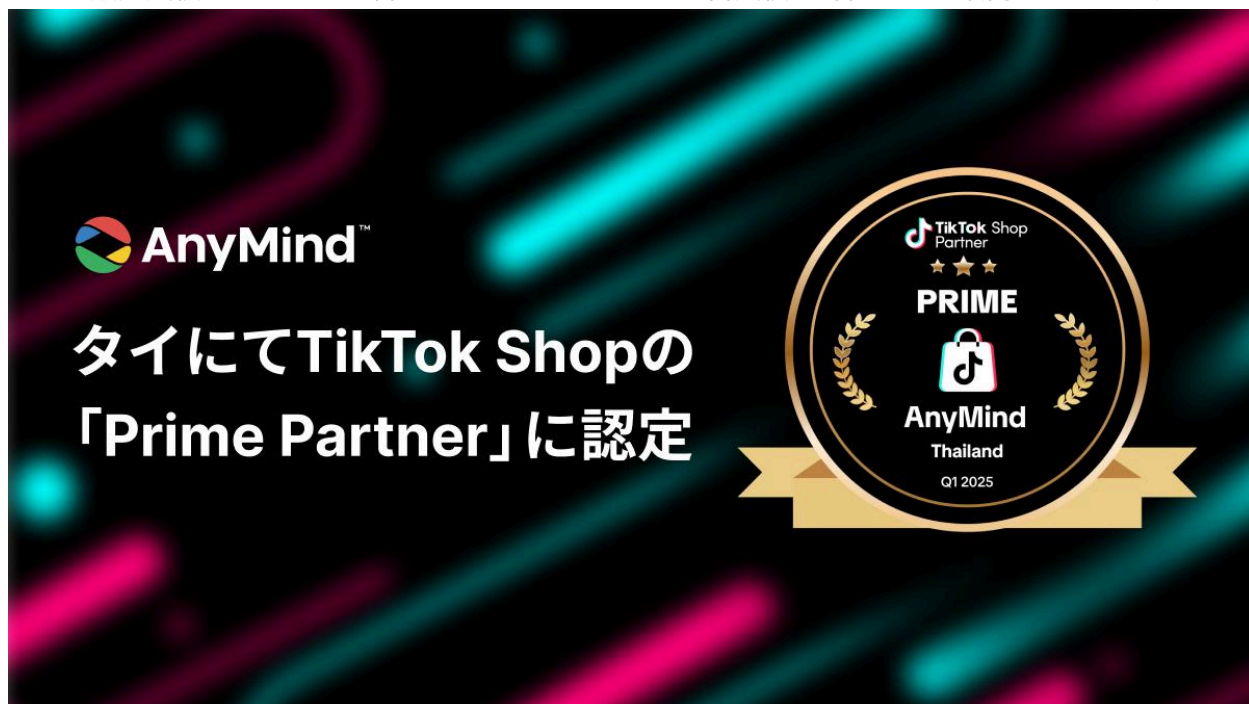 AnyMind™
タイにてTikTok Shopの
「Prime Partner」に認定
TikTok Shop
Partner
PRIME
AnyMind
Thailand
Q1 2025